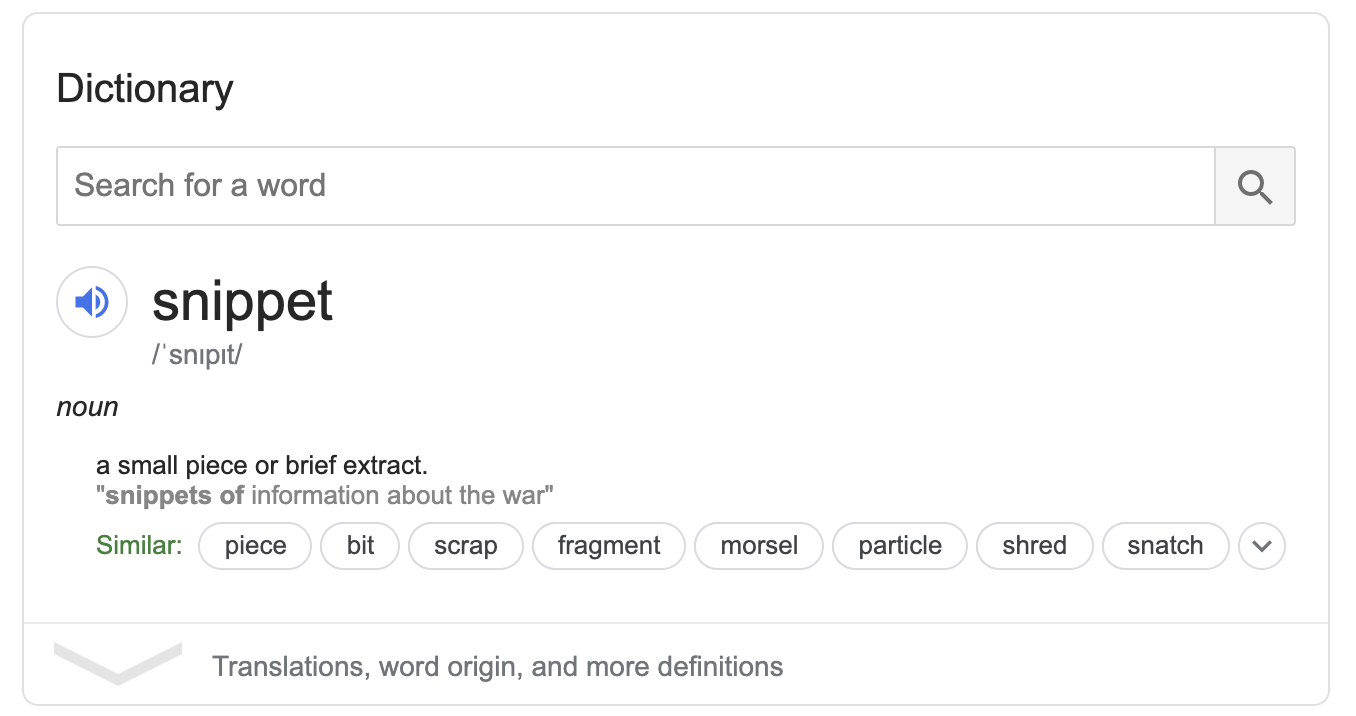 Dictionary
Search for a word
snippet
/ˈsnɪpɪt/
noun
a small piece or brief extract.
"snippets of information about the war"
Similar: piece bit scrap fragment morsel particle shred snatch
Translations, word origin, and more definitions